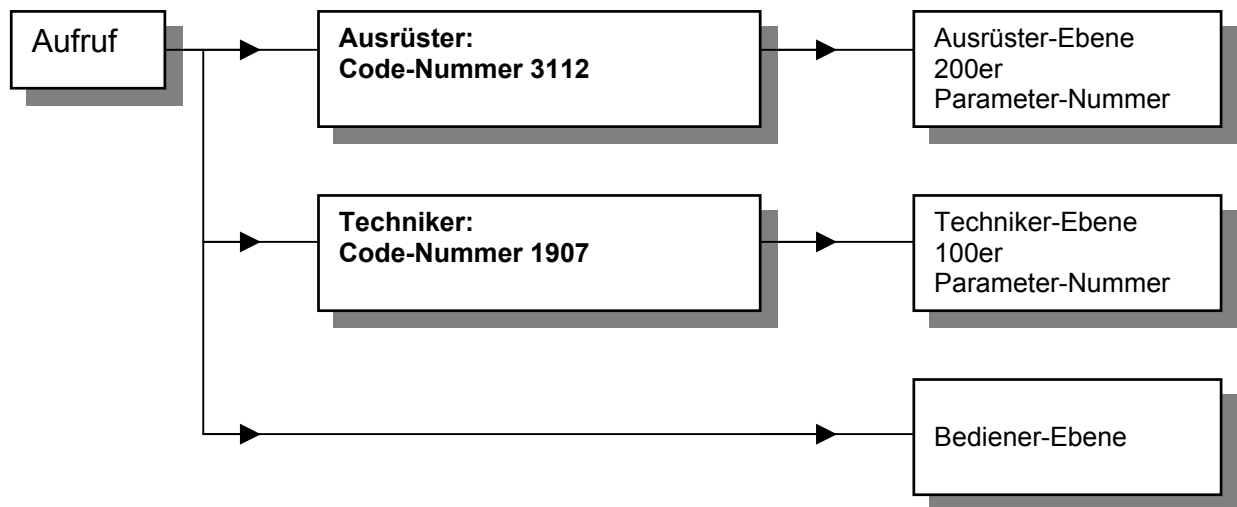 Aufruf
Ausrüster:
Code-Nummer 3112
Ausrüster-Ebene
200er
Parameter-Nummer
Techniker:
Code-Nummer 1907
Techniker-Ebene
100er
Parameter-Nummer
Bediener-Ebene